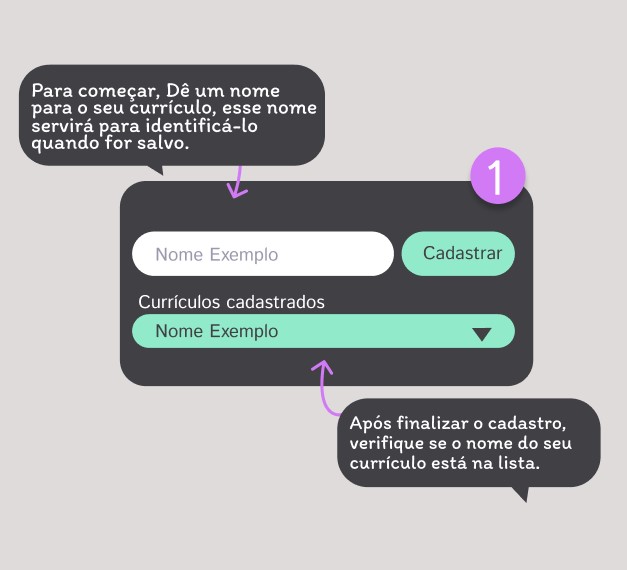 Para começar, Dê um nome
para o seu currículo, esse nome
servirá para identificá-lo
quando for salvo.
1
Nome Exemplo
Cadastrar
Currículos cadastrados
Nome Exemplo
Após finalizar o cadastro,
verifique se o nome do seu
currículo está na lista.